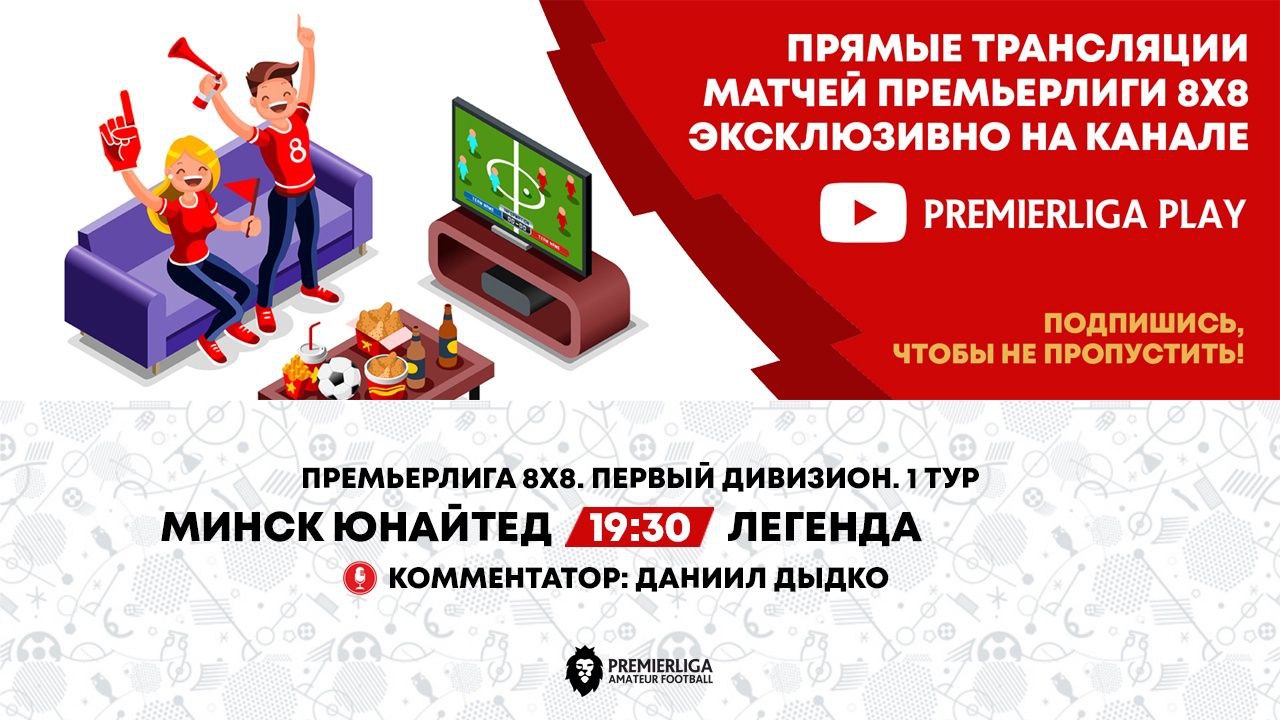 ПРЯМЫЕ ТРАНСЛЯЦИИ
МАТЧЕЙ ПРЕМЬЕРЛИГИ 8Х8
ЭКСКЛЮЗИВНО НА КАНАЛЕ
PREMIERLIGA PLAY
ПОДПИШИСЬ,
ЧТОБЫ НЕ ПРОПУСТИТЬ!
8
ПРЕМЬЕРЛИГА 8Х8. ПЕРВЫЙ ДИВИЗИОН. 1 ТУР
МИНСК ЮНАЙТЕД 19:30 ЛЕГЕНДА
КОММЕНТАТОР: ДАНИИЛ ДЫДКО
PREMIERLIGA
AMATEUR FOOTBALL